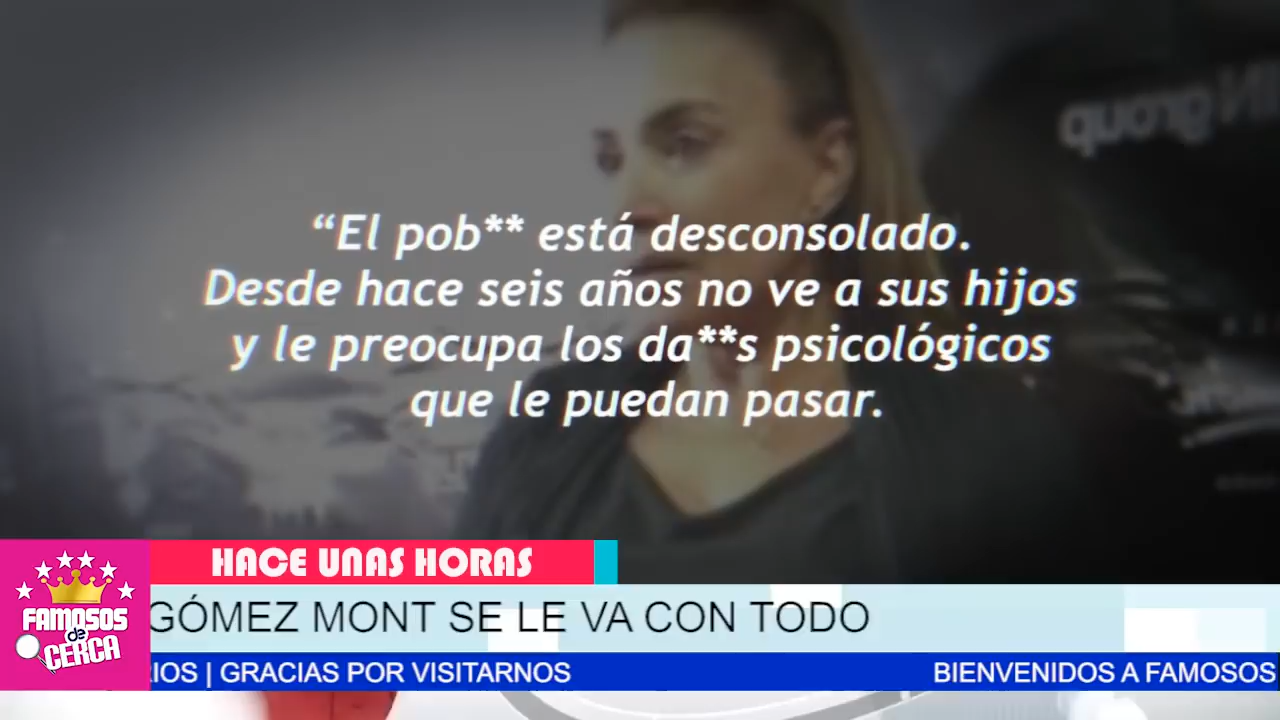 group
“El pob** está desconsolado.
Desde hace seis años no ve a sus hijos
y le preocupa los da**s psicológicos
que le puedan pasar.
HACE UNAS HORAS
GÓMEZ MONT SE LE VA CON TODO
FAMOSOS
de
CERCA
RIOS | GRACIAS POR VISITARNOS
BIENVENIDOS A FAMOSOS